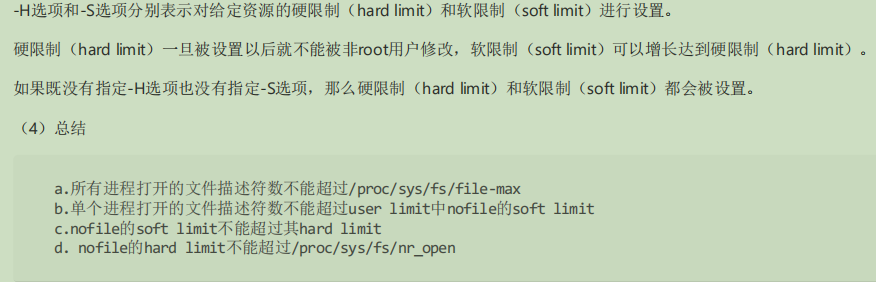 -H选项和-S选项分别表示对给定资源的硬限制（hard limit）和软限制（soft limit）进行设置。
硬限制（hard limit）一旦被设置以后就不能被非root用户修改，软限制（soft limit）可以增长达到硬限制（hard limit）。
如果既没有指定-H选项也没有指定-S选项，那么硬限制（hard limit）和软限制（soft limit）都会被设置。
（4）总结
a.所有进程打开的文件描述符数不能超过/proc/sys/fs/file-max
b.单个进程打开的文件描述符数不能超过user limit中nofile的soft limit
c.nofile的soft limit不能超过其hard limit
d. nofile的hard limit不能超过/proc/sys/fs/nr_open